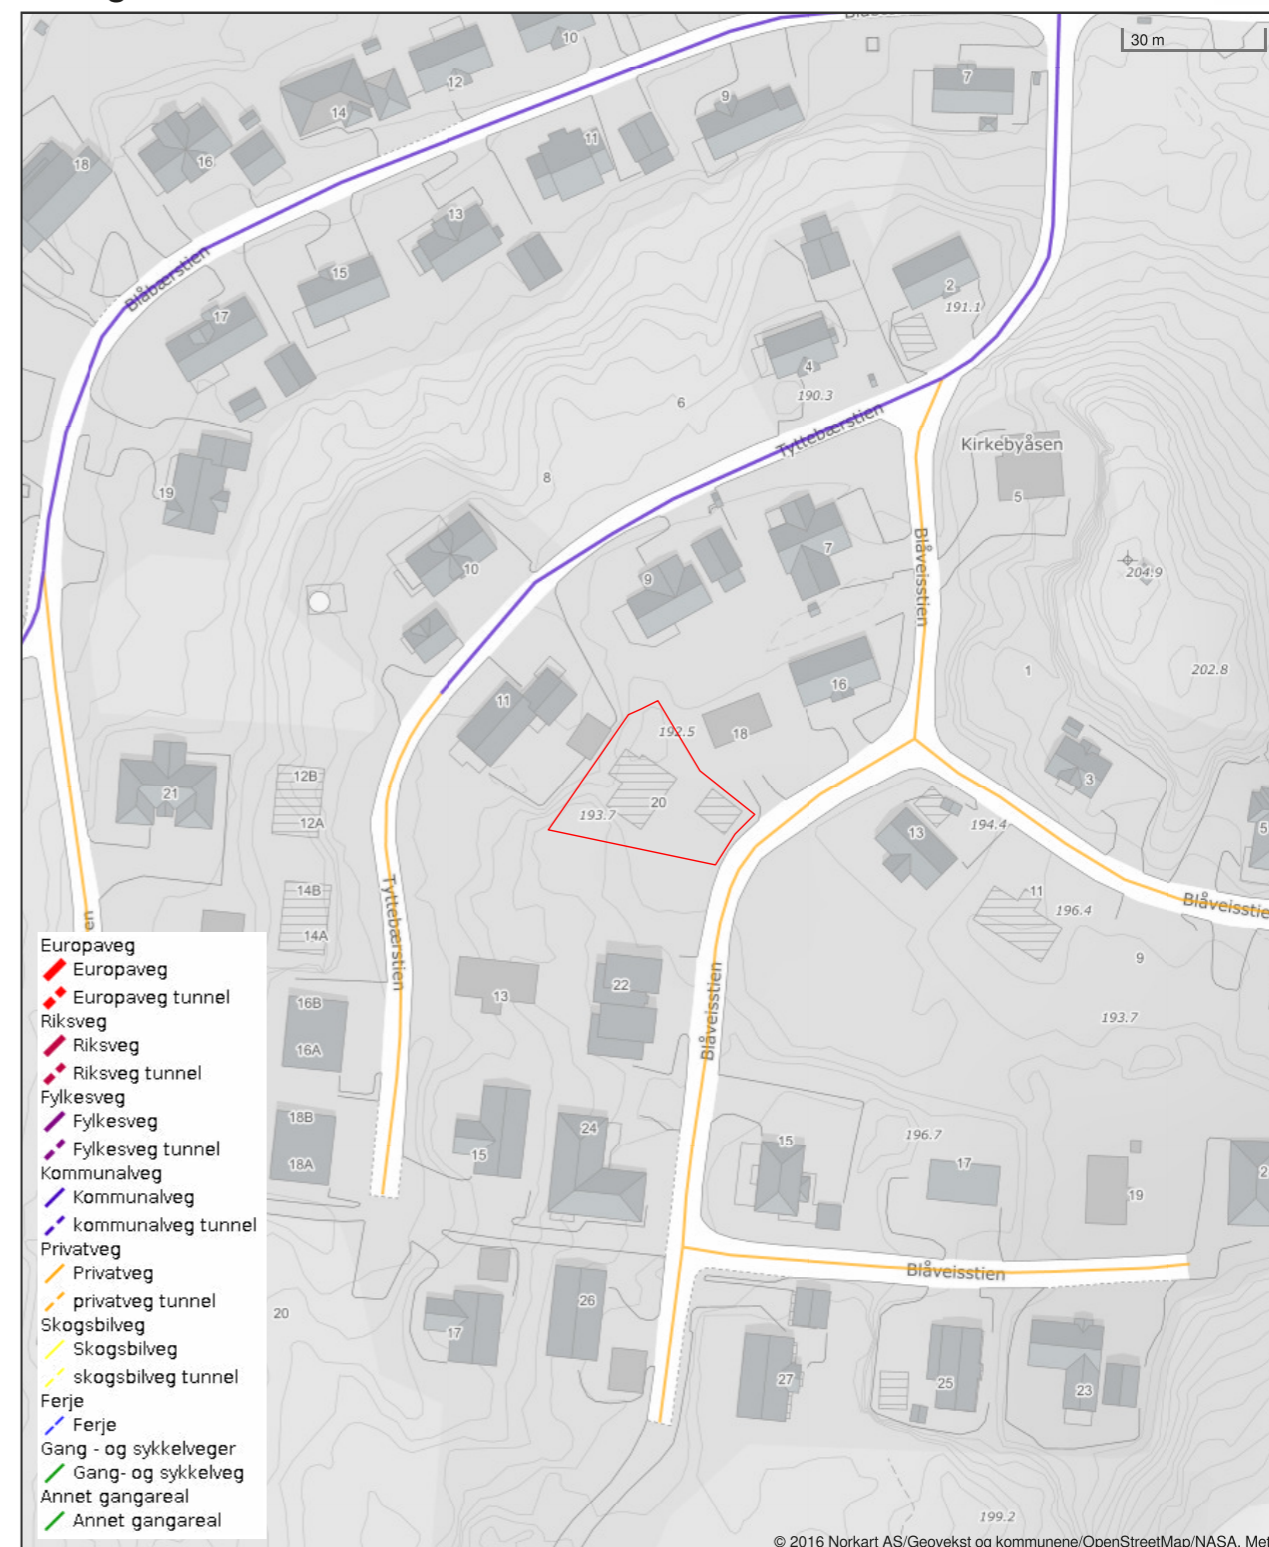 30 m
10
12
7
14
9
11
16
18
13
15
2
191.1
Blåbærstien
17
4
190.3
6
Tyttebærstien
Kirkebyåsen
8
19
5
7
10
9
Blåveisstien
204.9
1
202.8
16
11
192.5
18
12B
3
21
20
193.7
12A
13
194.4
5
14B
11
196.4
Blåveisstie
Tyttebærstien
en
14A
9
22
13
16B
193.7
Blåveisstien
16A
18B
24
15
196.7
15
17
18A
19
2
Blåveisstien
26
20
17
27
25
23
199.2
Europaveg
Europaveg
Europaveg tunnel
Riksveg
Riksveg
Riksveg tunnel
Fylkesveg
Fylkesveg
Fylkesveg tunnel
Kommunalveg
Kommunalveg
kommunalveg tunnel
Privatveg
Privatveg
privatveg tunnel
Skogsbilveg
Skogsbilveg
skogsbilveg tunnel
Ferje
Ferje
Gang - og sykkelveger
Gang- og sykkelveg
Annet gangareal
Annet gangareal
© 2016 Norkart AS/Geovekst og kommunene/OpenStreetMap/NASA, Met